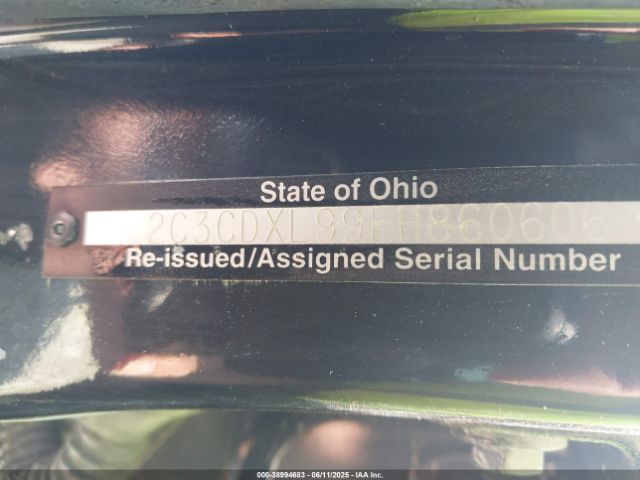 State of Ohio
2C3CDXL99FH860606
Re-issued/Assigned Serial Number
000-38994683 - 06/11/2025 - IAA Inc.